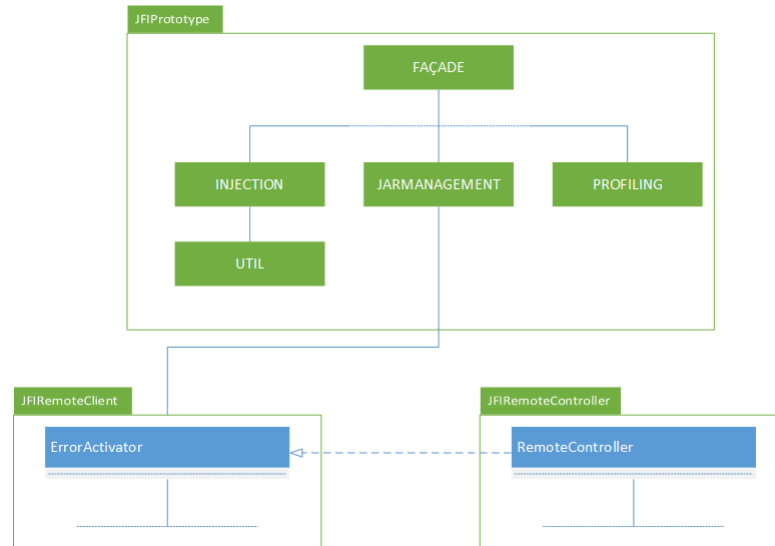 JFIPrototype
FAÇADE
INJECTION
JARMANAGEMENT
PROFILING
UTIL
JFIRemoteClient
JFIRemoteController
ErrorActivator
RemoteController